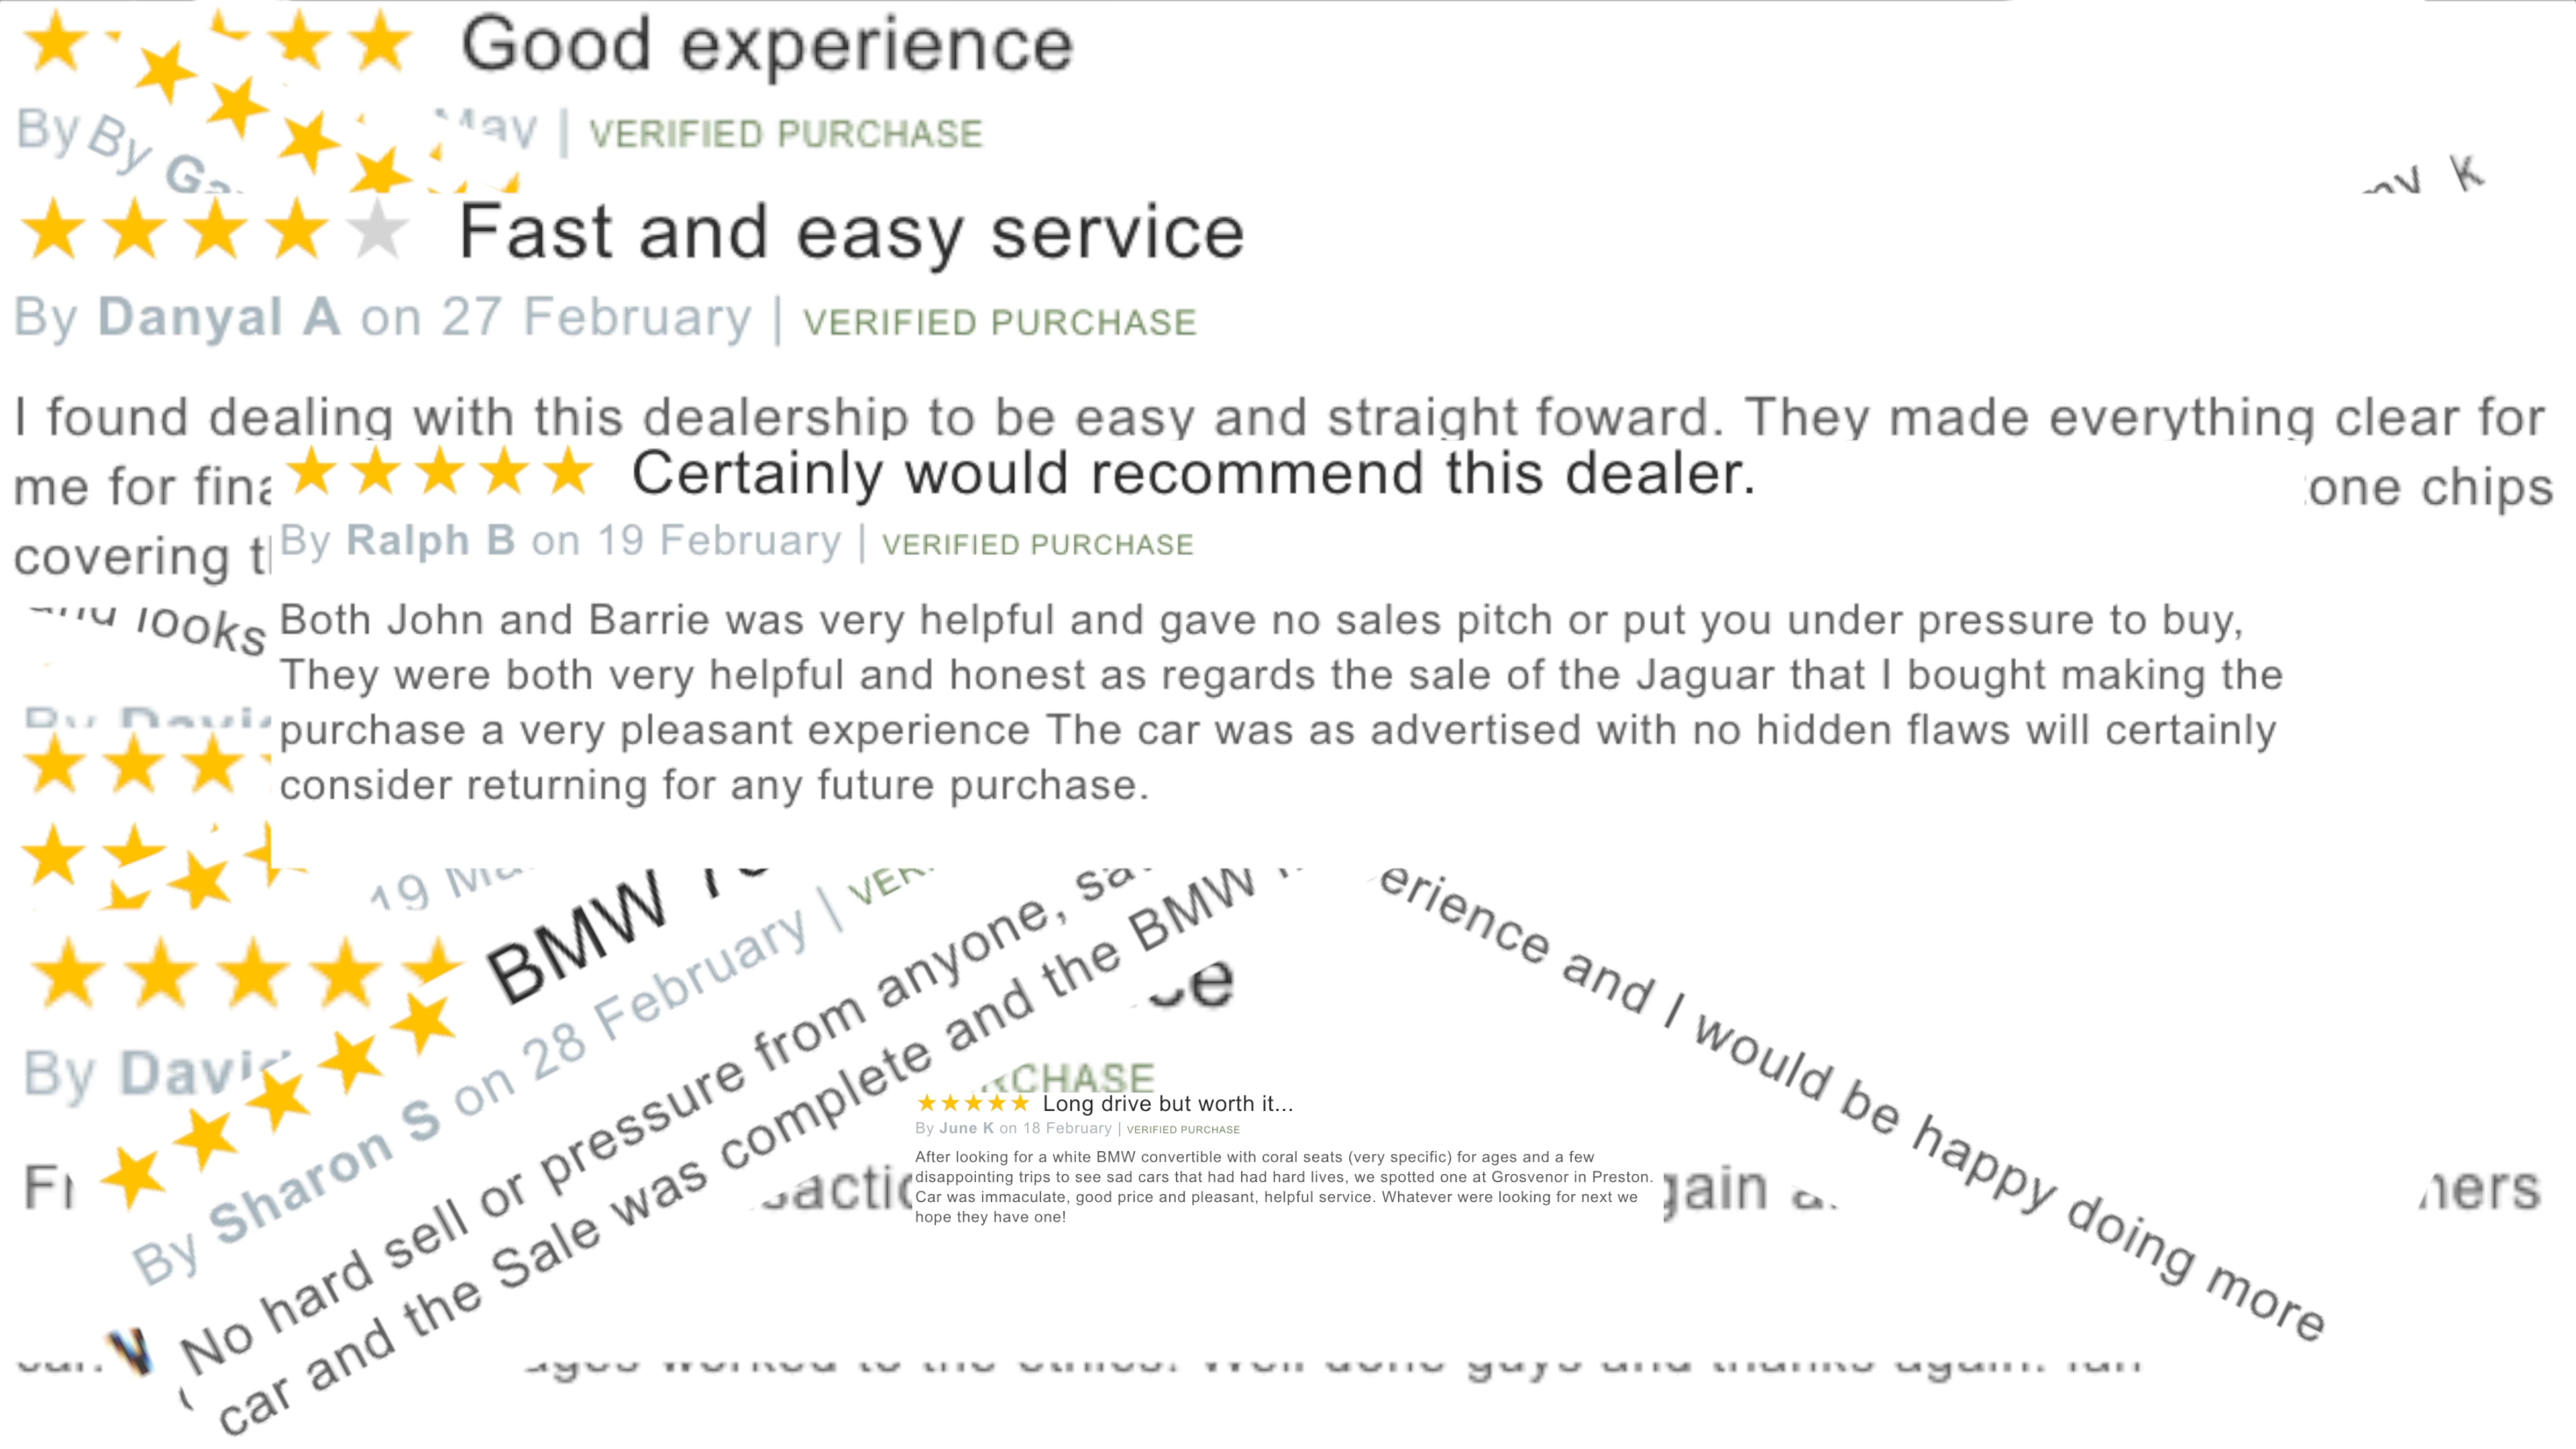 Good experience
By
By
VERIFIED PURCHASE
Fast and easy service
By Danyal A on 27 February | VERIFIED PURCHASE
I found dealing with this dealership to be easy and straight foward. They made everything clear for
me for
chips
covering
looks
Certainly would recommend this dealer.
By Ralph B on 19 February | VERIFIED PURCHASE
Both John and Barrie was very helpful and gave no sales pitch or put you under pressure to buy,
They were both very helpful and honest as regards the sale of the Jaguar that I bought making the
purchase a very pleasant experience The car was as advertised with no hidden flaws will certainly
consider returning for any future purchase.
19
BMW
By Sharon S on 28 February |
No hard sell or pressure from anyone,
car and the Sale was complete and the BMW
erience and I would be happy doing more
By
Long drive but worth it...
By June K on 18 February | VERIFIED PURCHASE
After looking for a white BMW convertible with coral seats (very specific) for ages and a few
disappointing trips to see sad cars that had had hard lives, we spotted one at Grosvenor in Preston.
Car was immaculate, good price and pleasant, helpful service. Whatever were looking for next we
hope they have one!